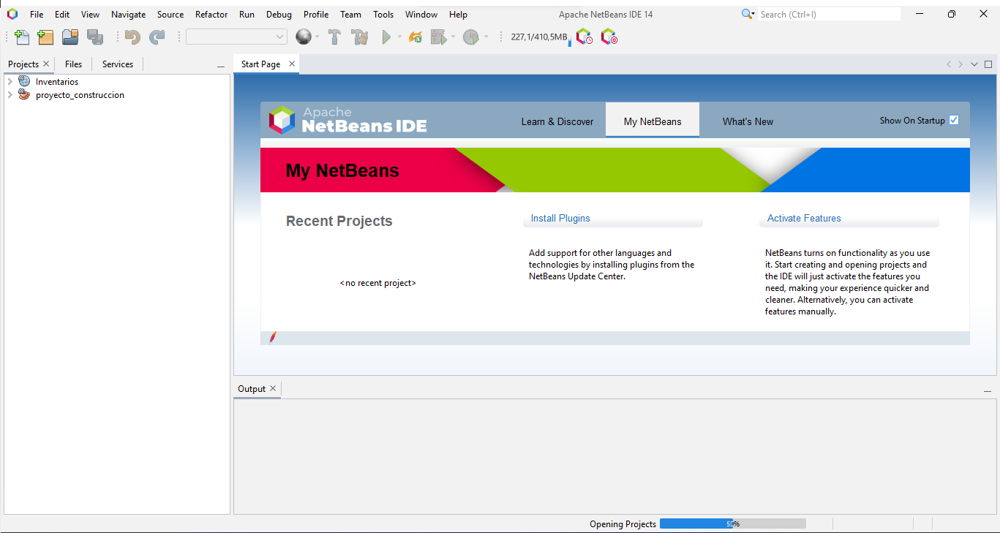 File Edit View Navigate Source Refactor Run Debug Profile Team Tools Window Help Apache NetBeans IDE 14 Search (Ctrl+I)
227,1/410,5MB
Projects Files Services Start Page
Inventarios
proyecto_construccion
Apache
NetBeans IDE
Learn & Discover My NetBeans What's New Show On Startup
My NetBeans
Recent Projects
<no recent project>
Install Plugins
Add support for other languages and
technologies by installing plugins from the
NetBeans Update Center.
Activate Features
NetBeans turns on functionality as you use
it. Start creating and opening projects and
the IDE will just activate the features you
need, making your experience quicker and
cleaner. Alternatively, you can activate
features manually.
Output
Opening Projects 50%